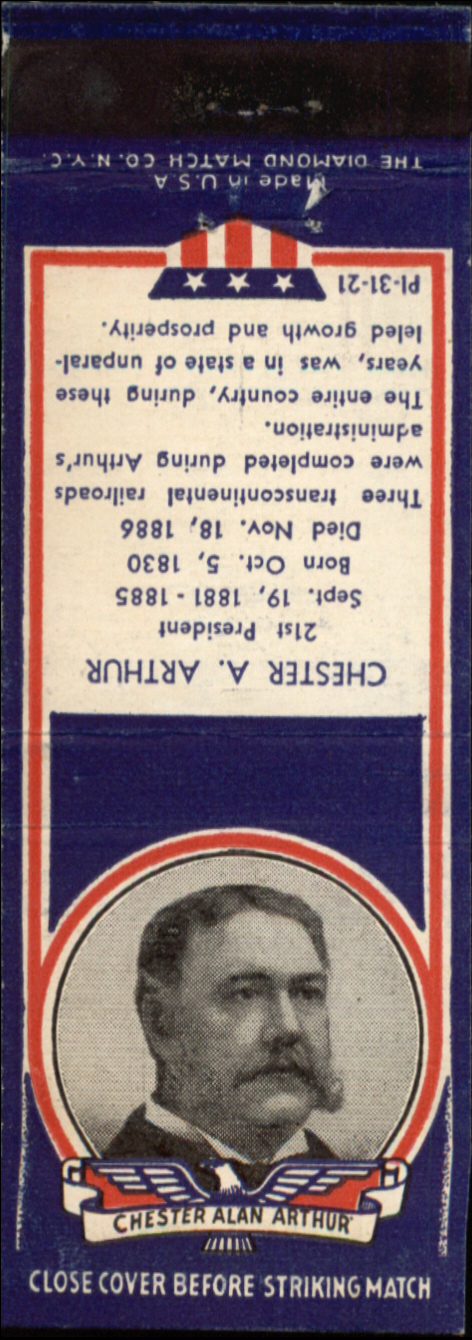 CHESTER ALAN ARTHUR
CLOSE COVER BEFORE STRIKING MATCH
CHESTER A. ARTHUR
21st President
Sept. 19, 1881 - 1885
Born Oct. 5, 1830
Died Nov. 18, 1886
Three transcontinental railroads
were completed during Arthur's
administration.
The entire country, during these
years, was in a state of unparal-
leled growth and prosperity.
PI-31-21
Made in U.S.A
THE DIAMOND MATCH CO. N.Y.C.